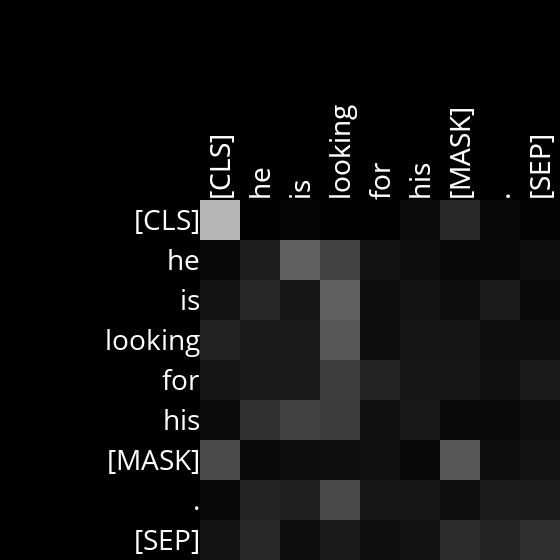 [CLS] he is looking for his [MASK] . [SEP]
[CLS]
he
is
looking
for
his
[MASK]
.
[SEP]